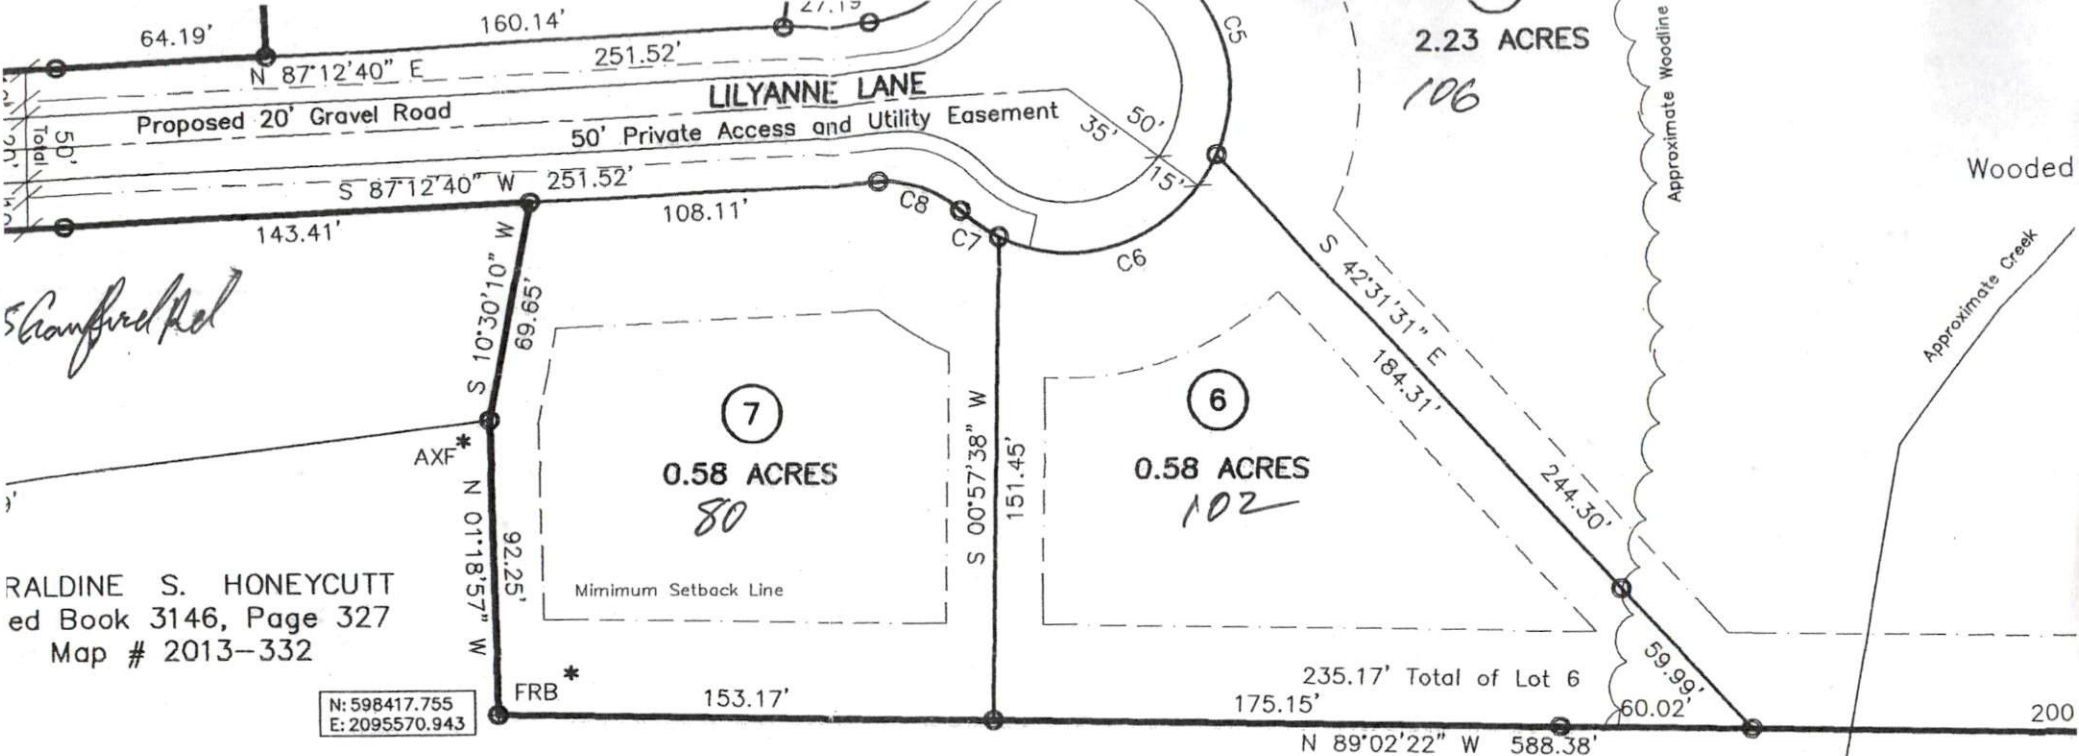 64.19'
160.14'
27.19
N 87°12'40" E
251.52'
LILYANNE LANE
Proposed 20' Gravel Road
50' Private Access and Utility Easement
50'
Total
20'
50'
35'
15'
C5
2.23 ACRES
106
Approximate Woodline
Wooded
Approximate Creek
S 87°12'40" W 251.52'
143.41'
108.11'
C8
C7
C6
S 10°30'10" W
69.65'
S 42°31'31" E
184.31'
244.30'
59.99'
7
0.58 ACRES
80
Mimimum Setback Line
S 00°57'38" W
151.45'
6
0.58 ACRES
102
AXF*
N 01°18'57" W
92.25'
RALDINE S. HONEYCUTT
ed Book 3146, Page 327
Map # 2013-332
N: 598417.755
E: 2095570.943
FRB *
153.17'
235.17' Total of Lot 6
175.15'
60.02'
N 89°02'22" W 588.38'
200